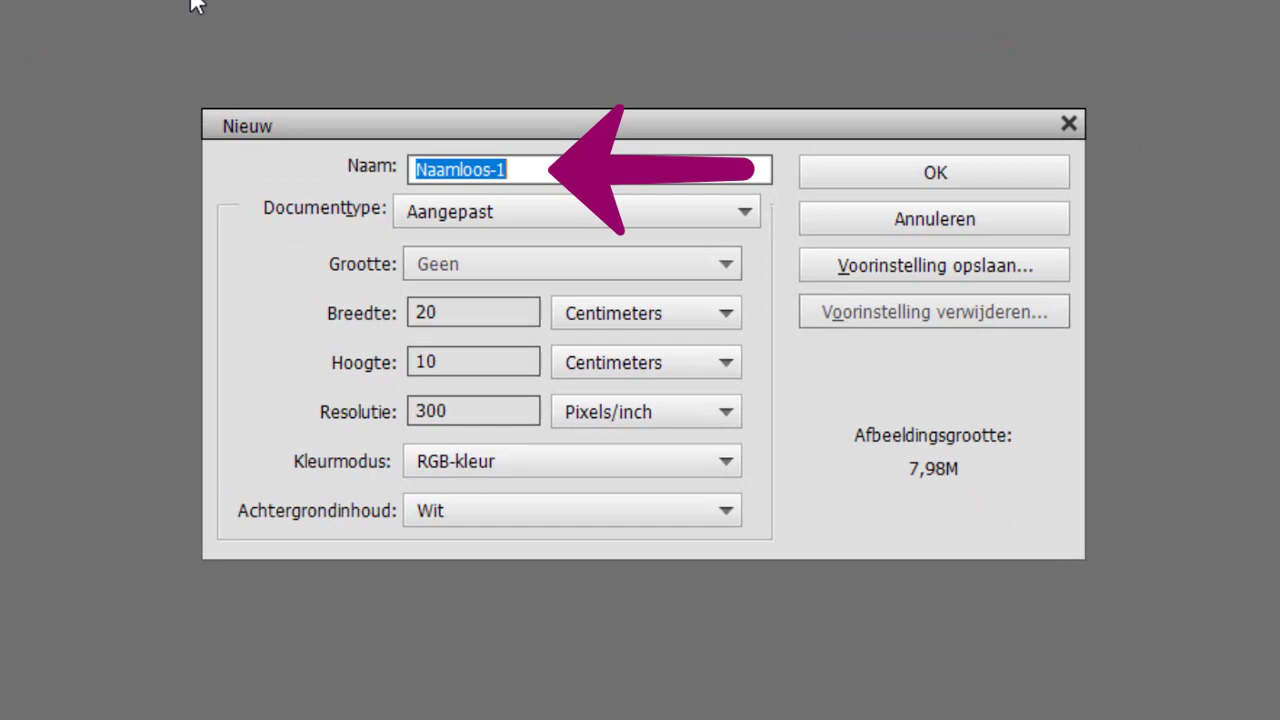 Nieuw
Naam: Naamloos-1
OK
Documenttype: Aangepast
Annuleren
Grootte: Geen
Voorinstelling opslaan...
Breedte: 20 Centimeters
Voorinstelling verwijderen...
Hoogte: 10 Centimeters
Resolutie: 300 Pixels/inch
Afbeeldingsgrootte:
Kleurmodus: RGB-kleur
7,98M
Achtergrondinhoud: Wit